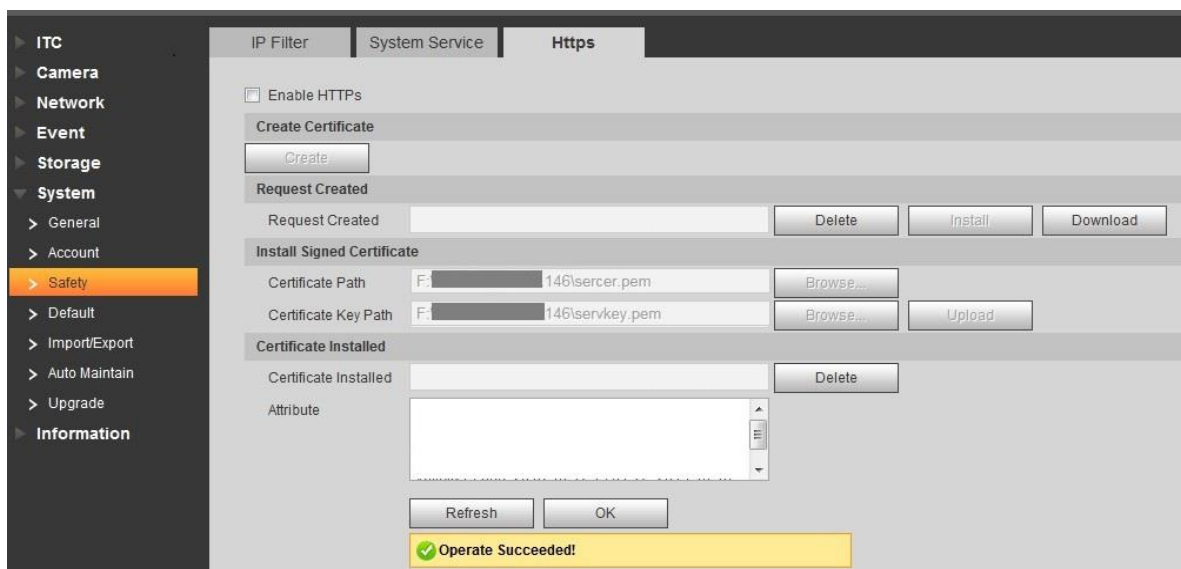 ITC
Camera
Network
Event
Storage
System
General
Account
Safety
Default
Import/Export
Auto Maintain
Upgrade
Information
IP Filter System Service Https
Enable HTTPs
Create Certificate
Create
Request Created
Request Created Delete Install Download
Install Signed Certificate
Certificate Path F:\ .146\sercer.pem Browse...
Certificate Key Path F:\ 146\servkey.pem Browse... Upload
Certificate Installed
Certificate Installed Delete
Attribute
Refresh OK
Operate Succeeded!